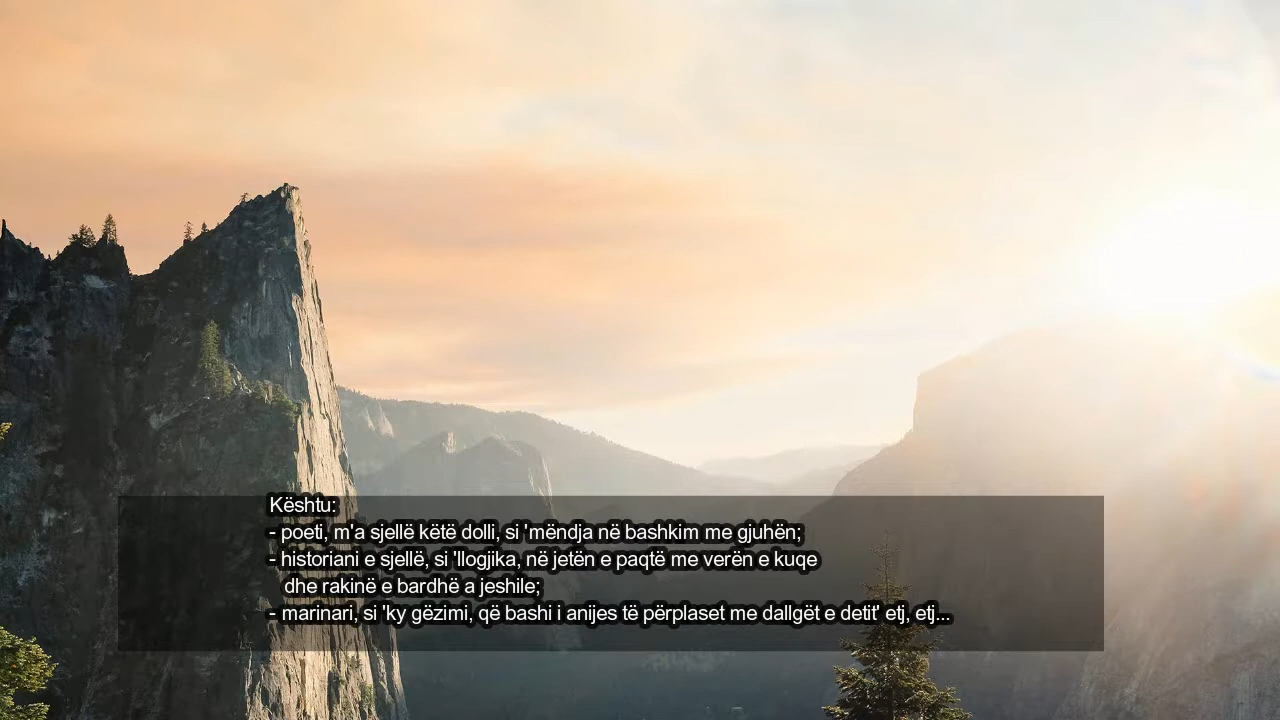 Kështu:
- poeti, m'a sjellë këtë dolli, si 'mëndja në bashkim me gjuhën;
- historiani e sjellë, si 'llogjika, në jetën e paqtë me verën e kuqe
dhe rakinë e bardhë a jeshile;
- marinari, si 'ky gëzimi, që bashi i anijes të përplaset me dallgët e detit' etj, etj...